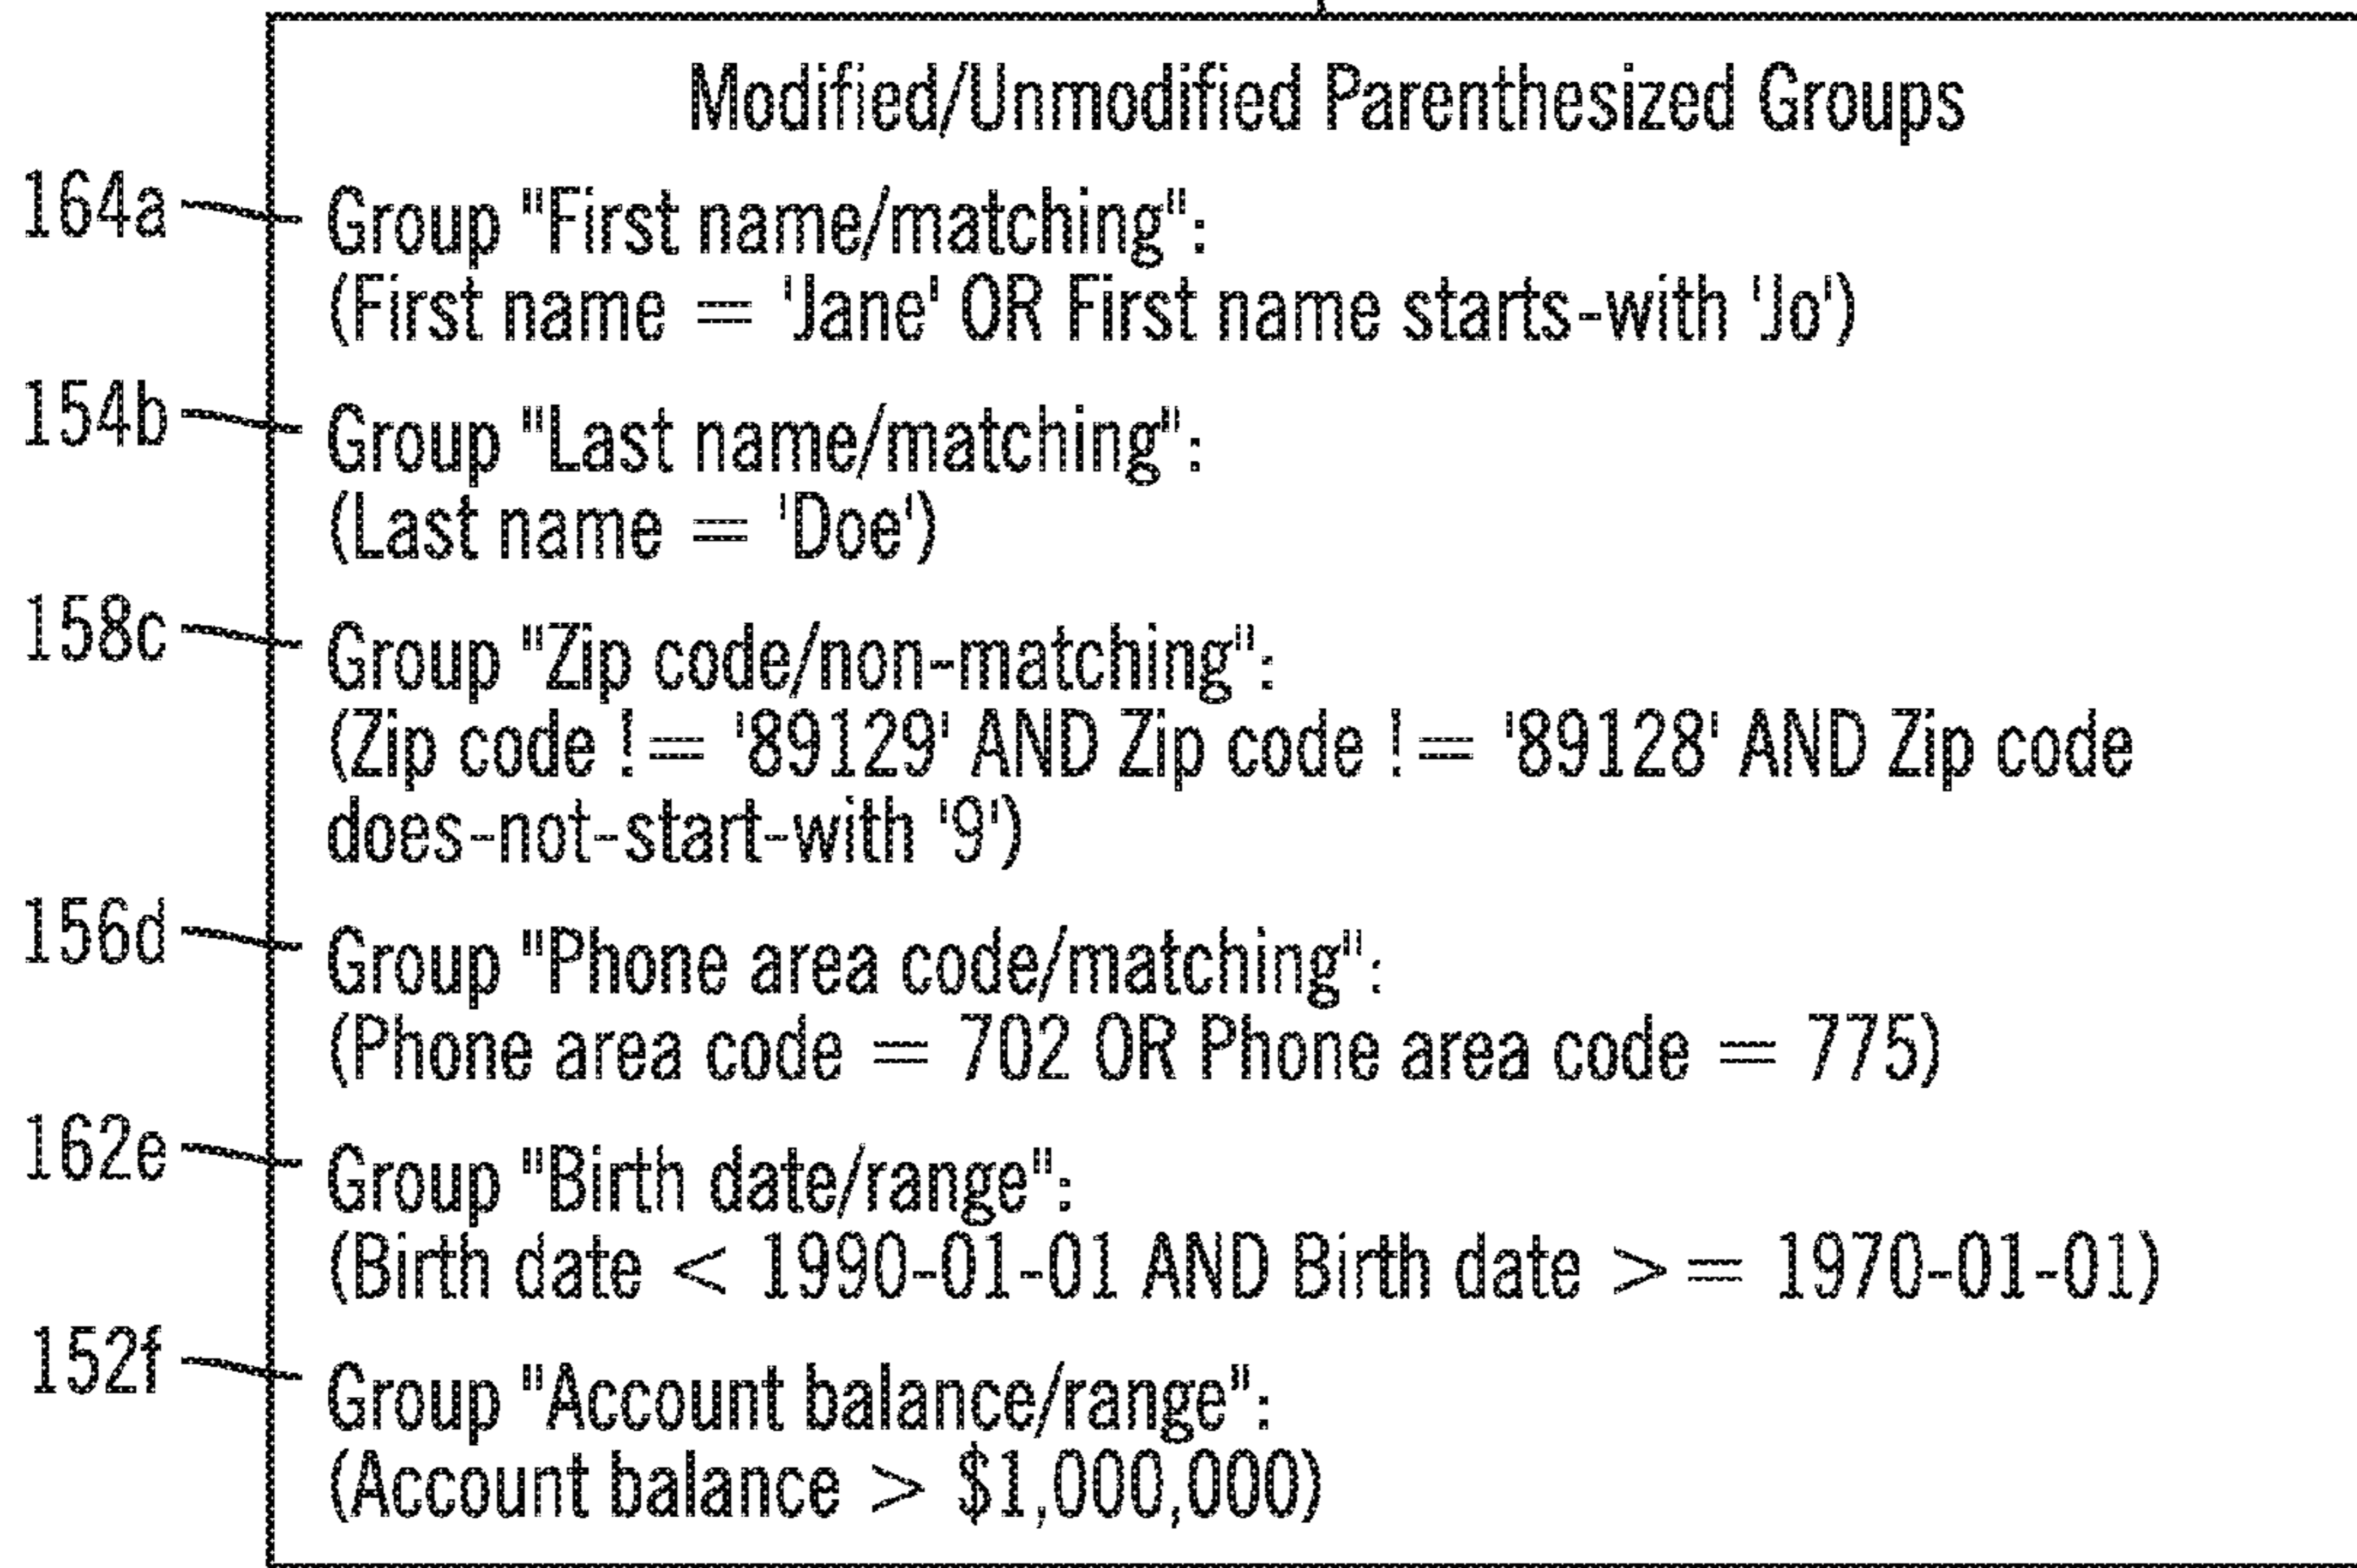 Modified/Unmodified Parenthesized Groups
164a
Group "First name/matching":
(First name == 'Jane' OR First name starts-with 'Jo')
154b
Group "Last name/matching":
(Last name == 'Doe')
158c
Group "Zip code/non-matching":
(Zip code !== '89129' AND Zip code !== '89128' AND Zip code
does-not-start-with '9')
156d
Group "Phone area code/matching":
(Phone area code == 702 OR Phone area code == 775)
162e
Group "Birth date/range":
(Birth date < 1990-01-01 AND Birth date >== 1970-01-01)
152f
Group "Account balance/range":
(Account balance > $1,000,000)